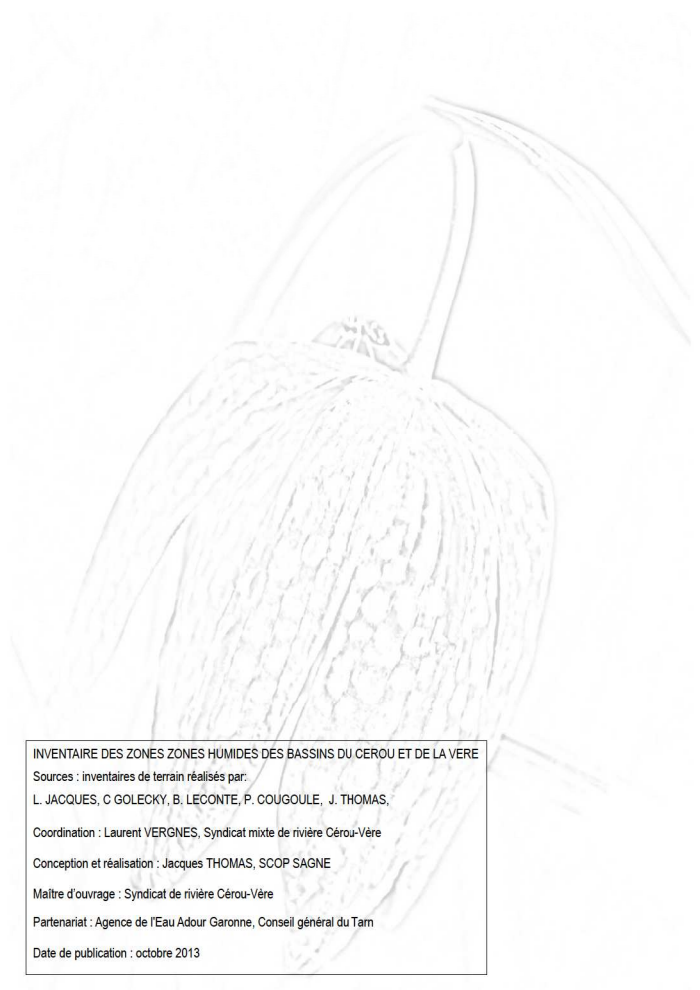 INVENTAIRE DES ZONES ZONES HUMIDES DES BASSINS DU CEROU ET DE LA VERE
Sources : inventaires de terrain réalisés par:
L. JACQUES, C GOLECKY, B. LECONTE, P. COUGOULE, J. THOMAS,
Coordination : Laurent VERGNES, Syndicat mixte de rivière Cérou-Vère
Conception et réalisation : Jacques THOMAS, SCOP SAGNE
Maître d'ouvrage : Syndicat de rivière Cérou-Vère
Partenariat : Agence de l'Eau Adour Garonne, Conseil général du Tarn
Date de publication : octobre 2013